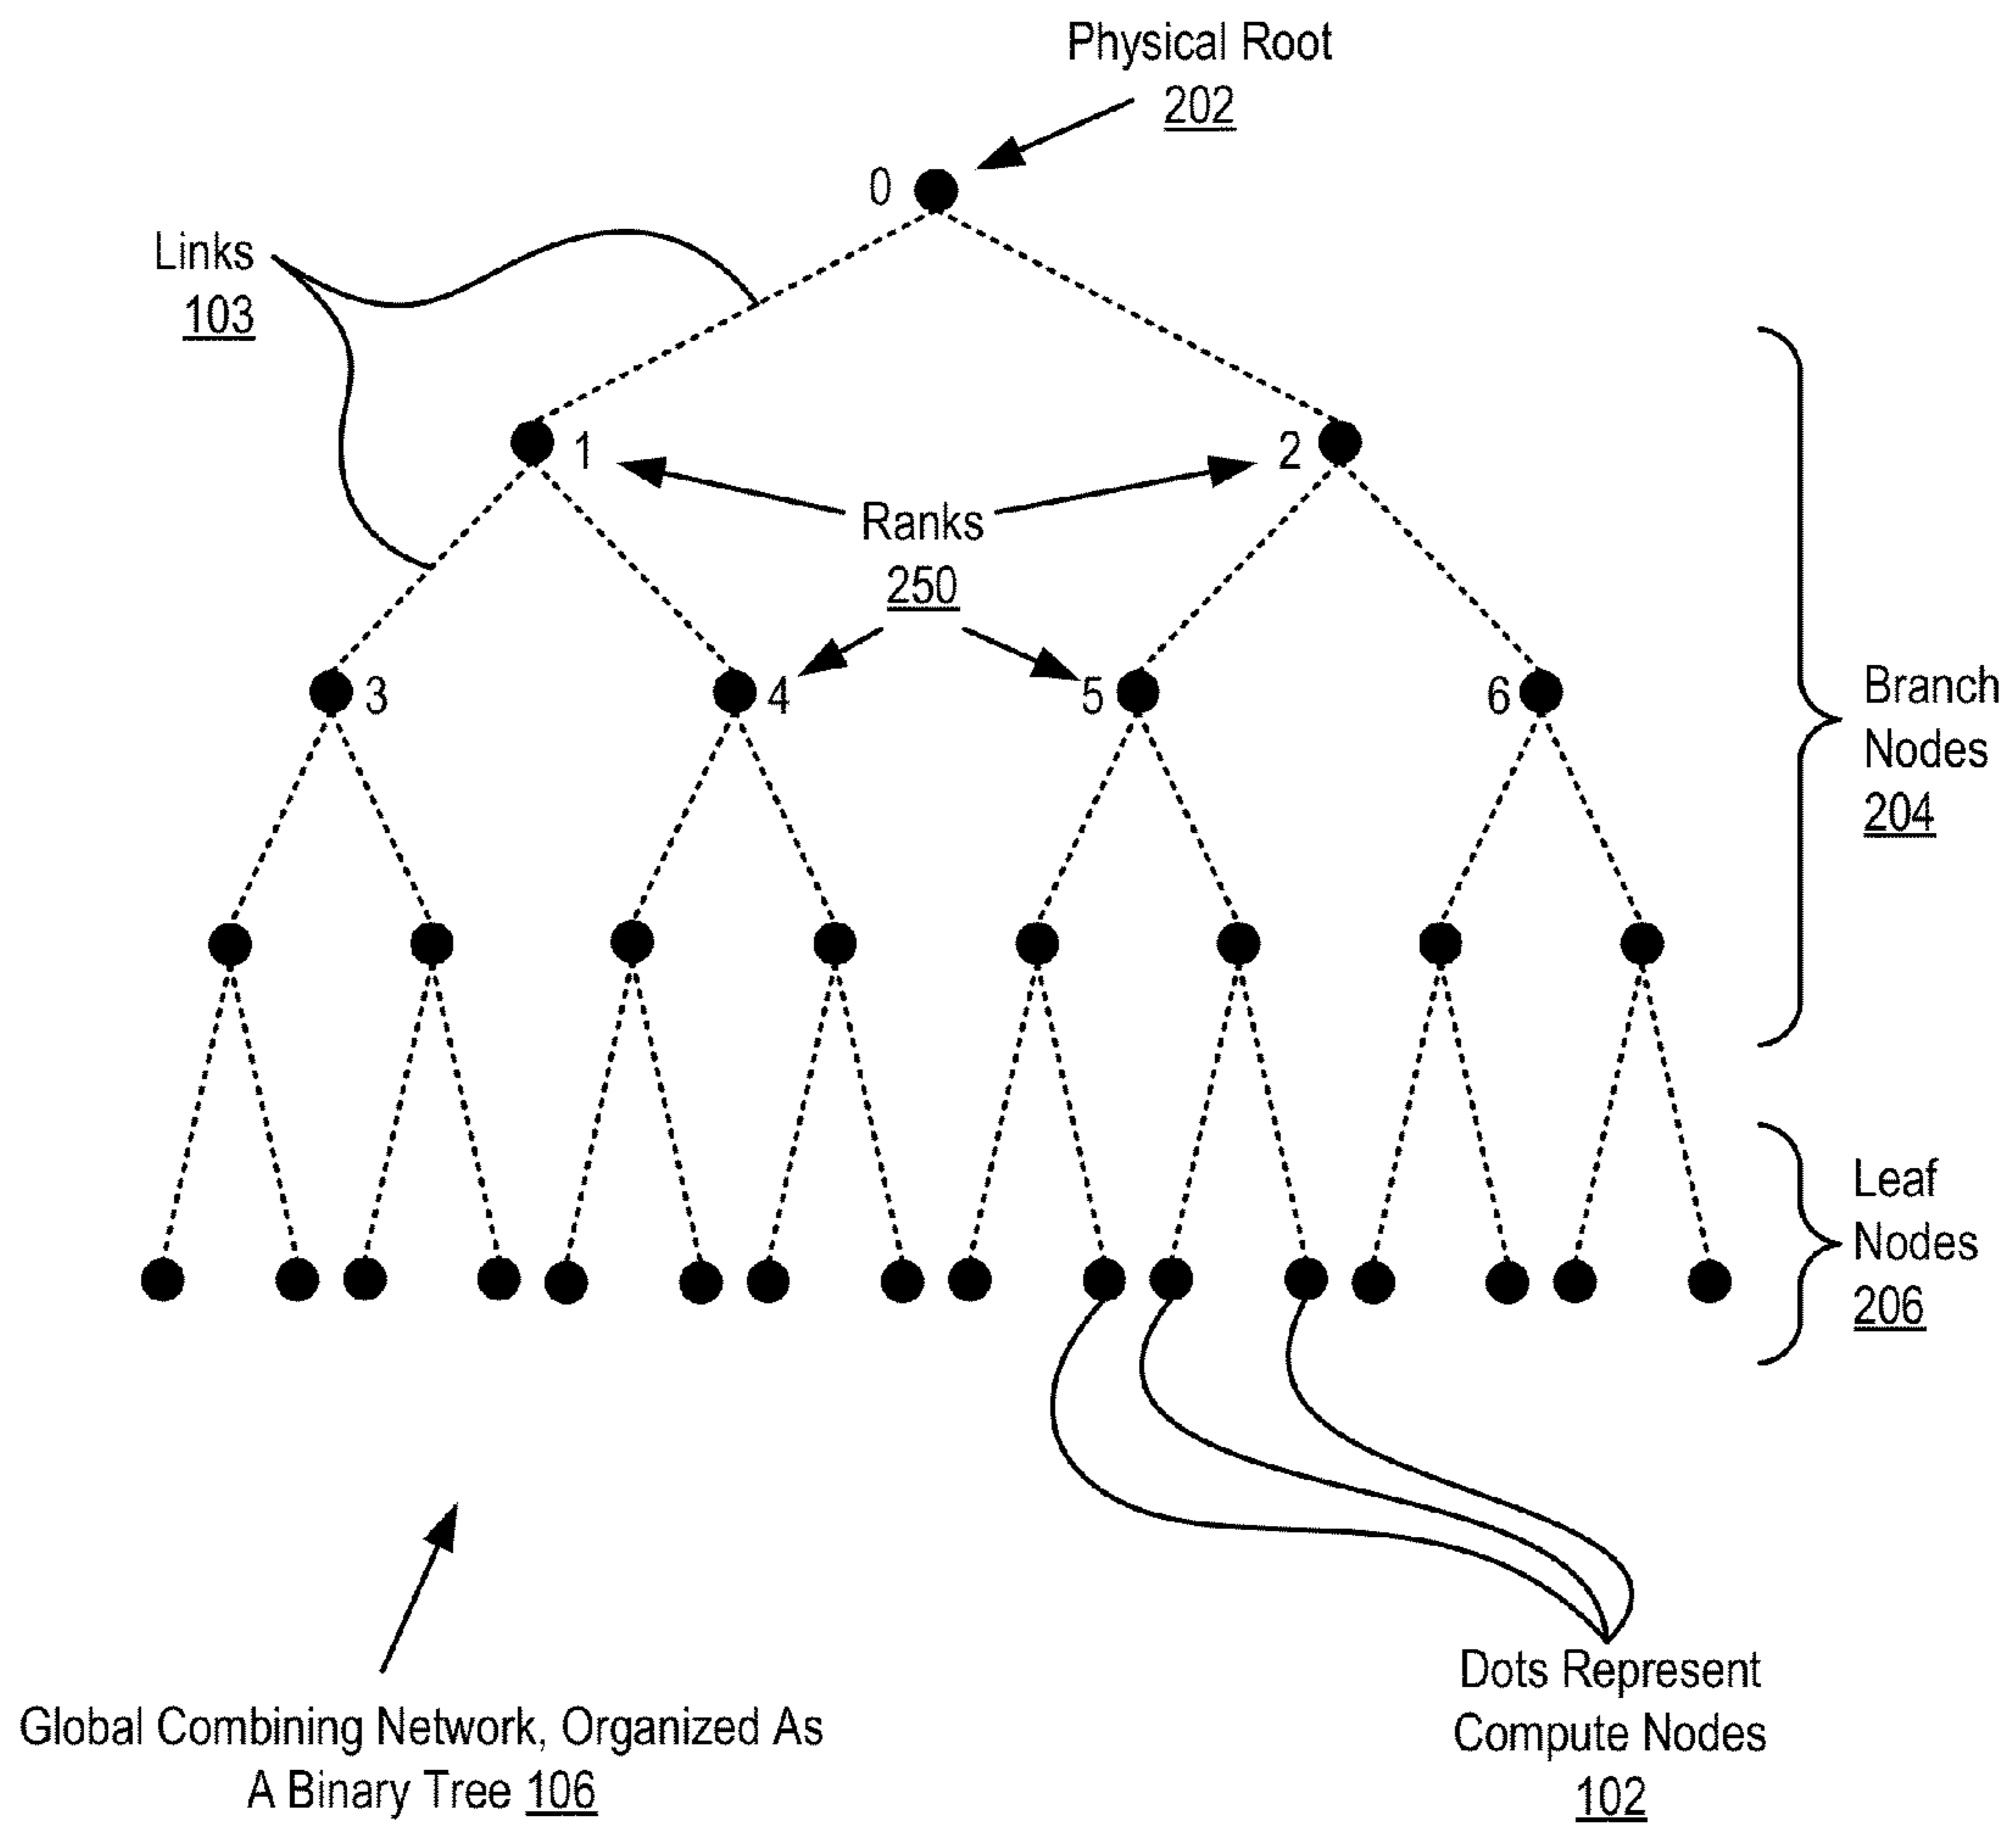 Physical Root
202
0
Links
103
1
2
Ranks
250
3
4
5
6
Branch
Nodes
204
Leaf
Nodes
206
Dots Represent
Compute Nodes
102
Global Combining Network, Organized As
A Binary Tree 106